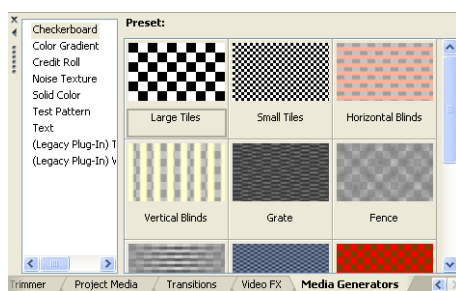 Preset:
Checkerboard
Color Gradient
Credit Roll
Noise Texture
Solid Color
Test Pattern
Text
(Legacy Plug-In) T
(Legacy Plug-In) V
Large Tiles
Small Tiles
Horizontal Blinds
Vertical Blinds
Grate
Fence
Trimmer
Project Media
Transitions
Video FX
Media Generators